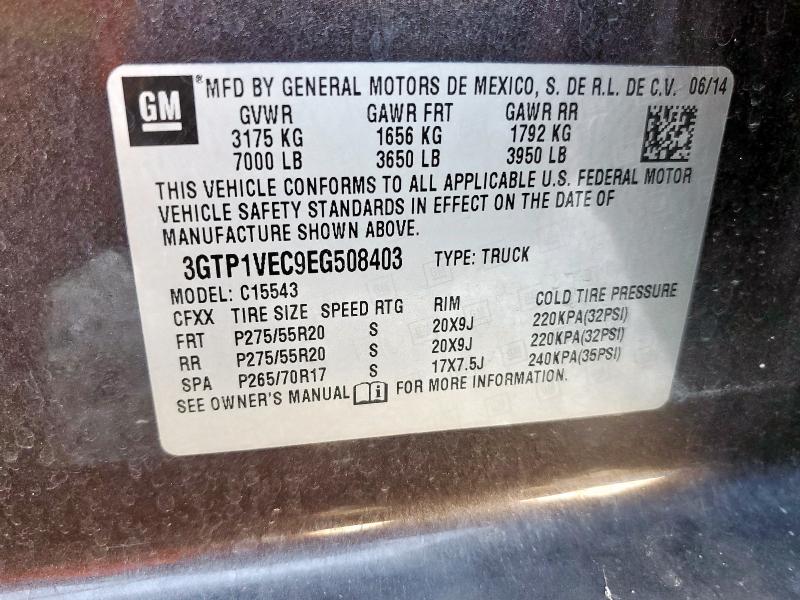 GM ® MFD BY GENERAL MOTORS DE MEXICO, S. DE R.L. DE C.V. 06/14
GVWR GAWR FRT GAWR RR
3175 KG 1656 KG 1792 KG
7000 LB 3650 LB 3950 LB
THIS VEHICLE CONFORMS TO ALL APPLICABLE U.S. FEDERAL MOTOR
VEHICLE SAFETY STANDARDS IN EFFECT ON THE DATE OF
MANUFACTURE SHOWN ABOVE.
3GTP1VEC9EG508403 TYPE: TRUCK
MODEL: C15543
CFXX TIRE SIZE SPEED RTG RIM COLD TIRE PRESSURE
FRT P275/55R20 S 20X9J 220KPA(32PSI)
RR P275/55R20 S 20X9J 220KPA(32PSI)
SPA P265/70R17 S 17X7.5J 240KPA(35PSI)
SEE OWNER'S MANUAL i FOR MORE INFORMATION.